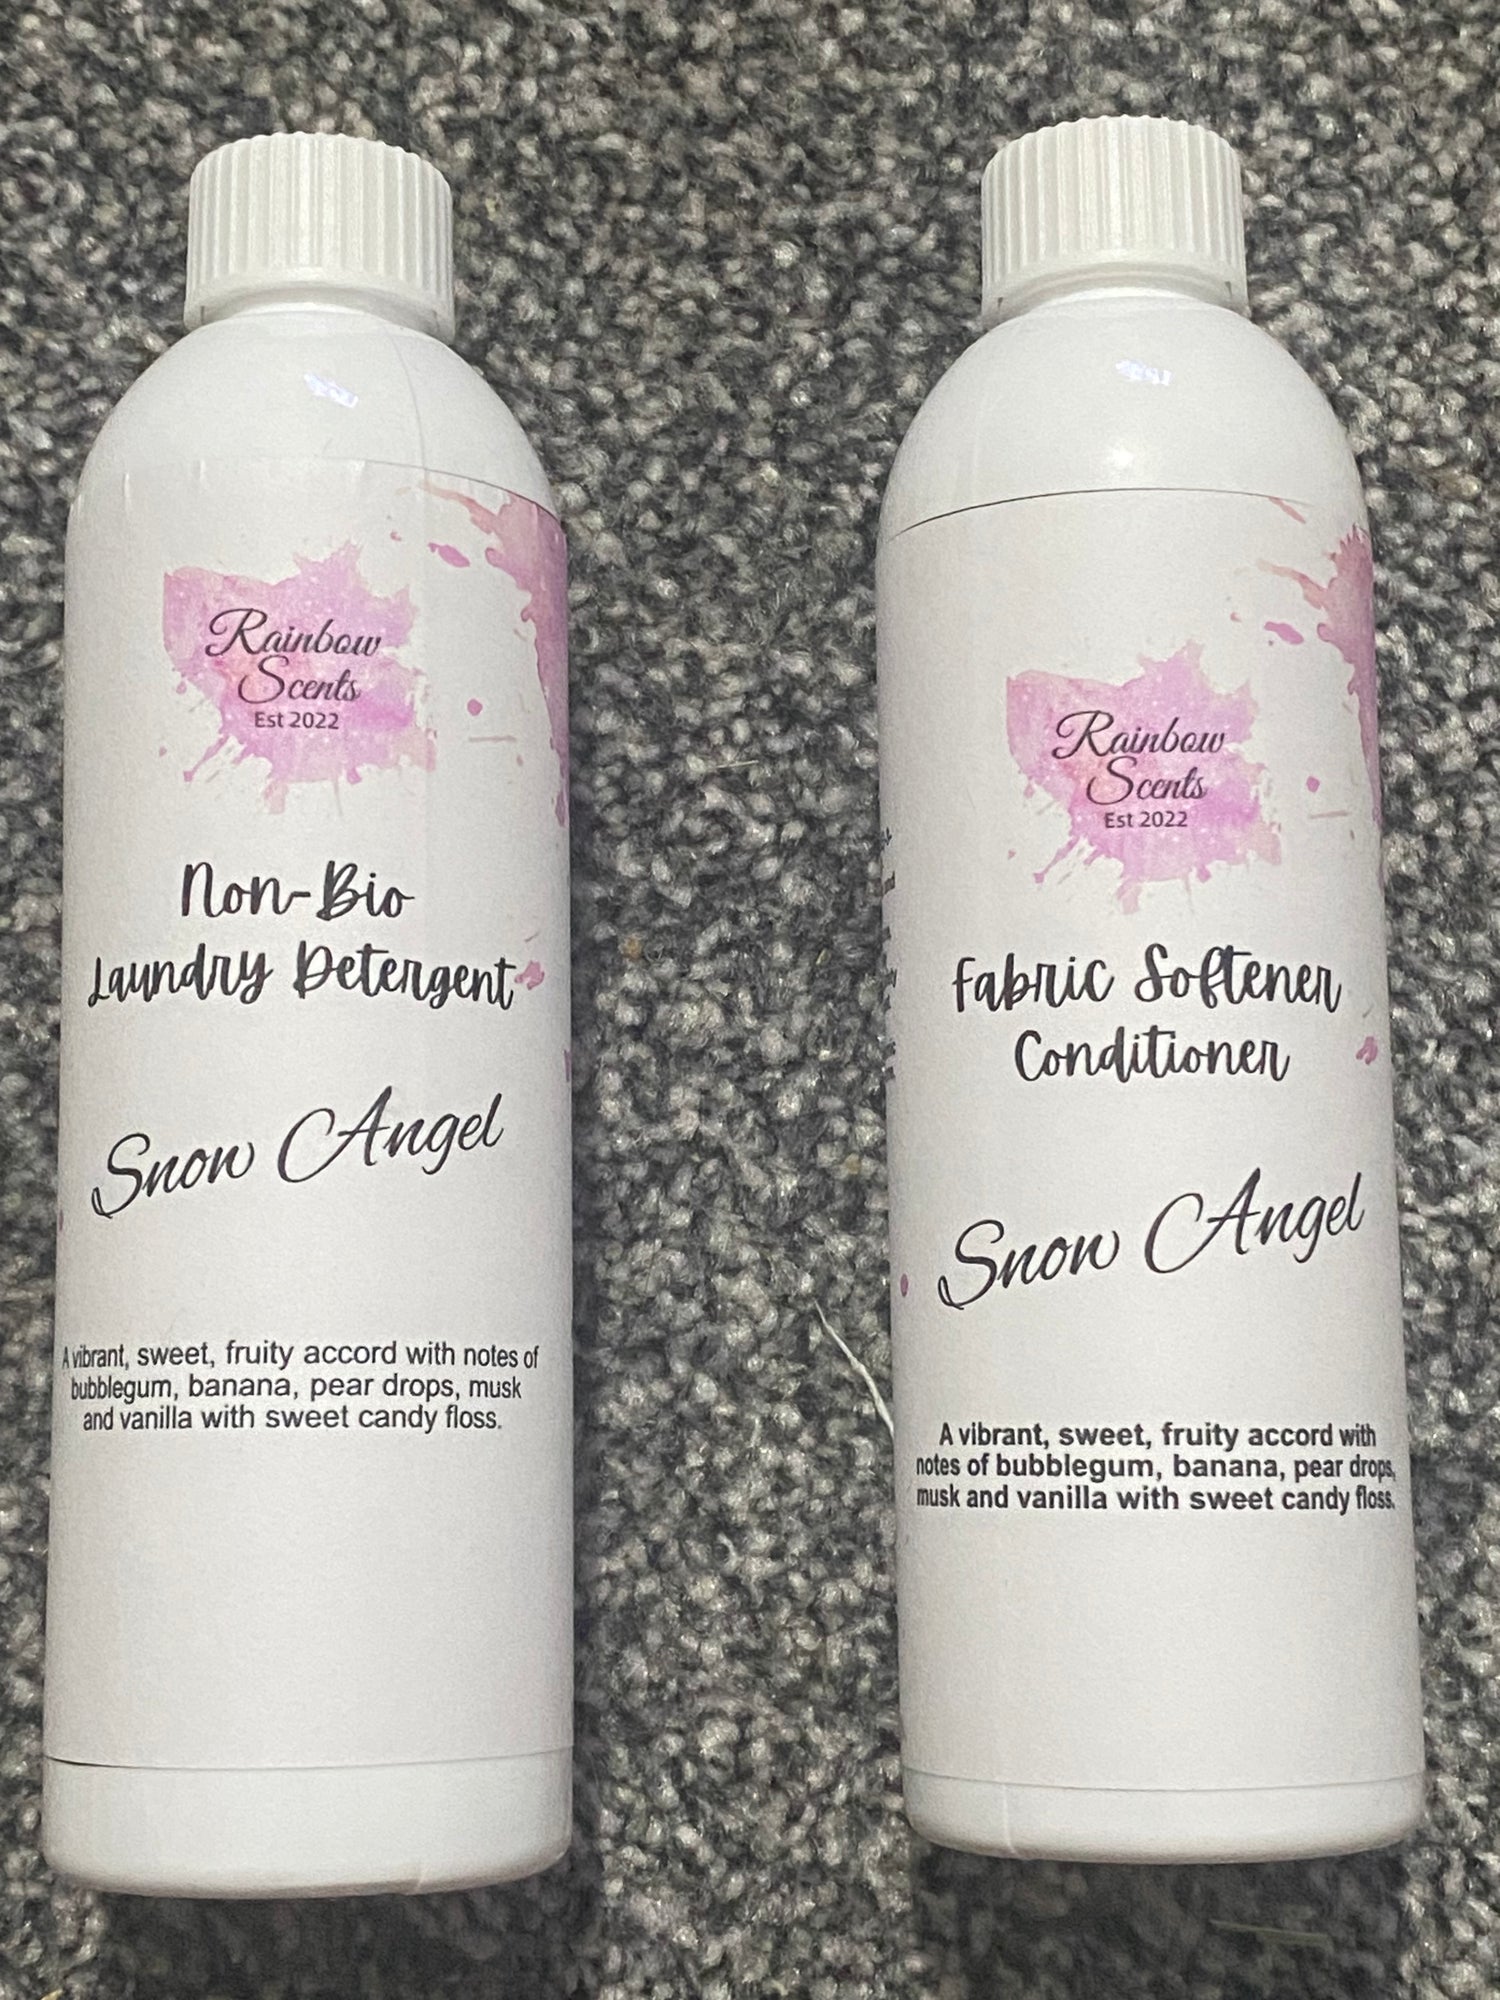 Rainbow
Scents
Est 2022
Non-Bio
Laundry Detergent
Snow Angel
A vibrant, sweet, fruity accord with notes of
bubblegum, banana, pear drops, musk
and vanilla with sweet candy floss.
Rainbow
Scents
Est 2022
Fabric Softener
Conditioner
Snow Angel
A vibrant, sweet, fruity accord with
notes of bubblegum, banana, pear drops,
musk and vanilla with sweet candy floss.